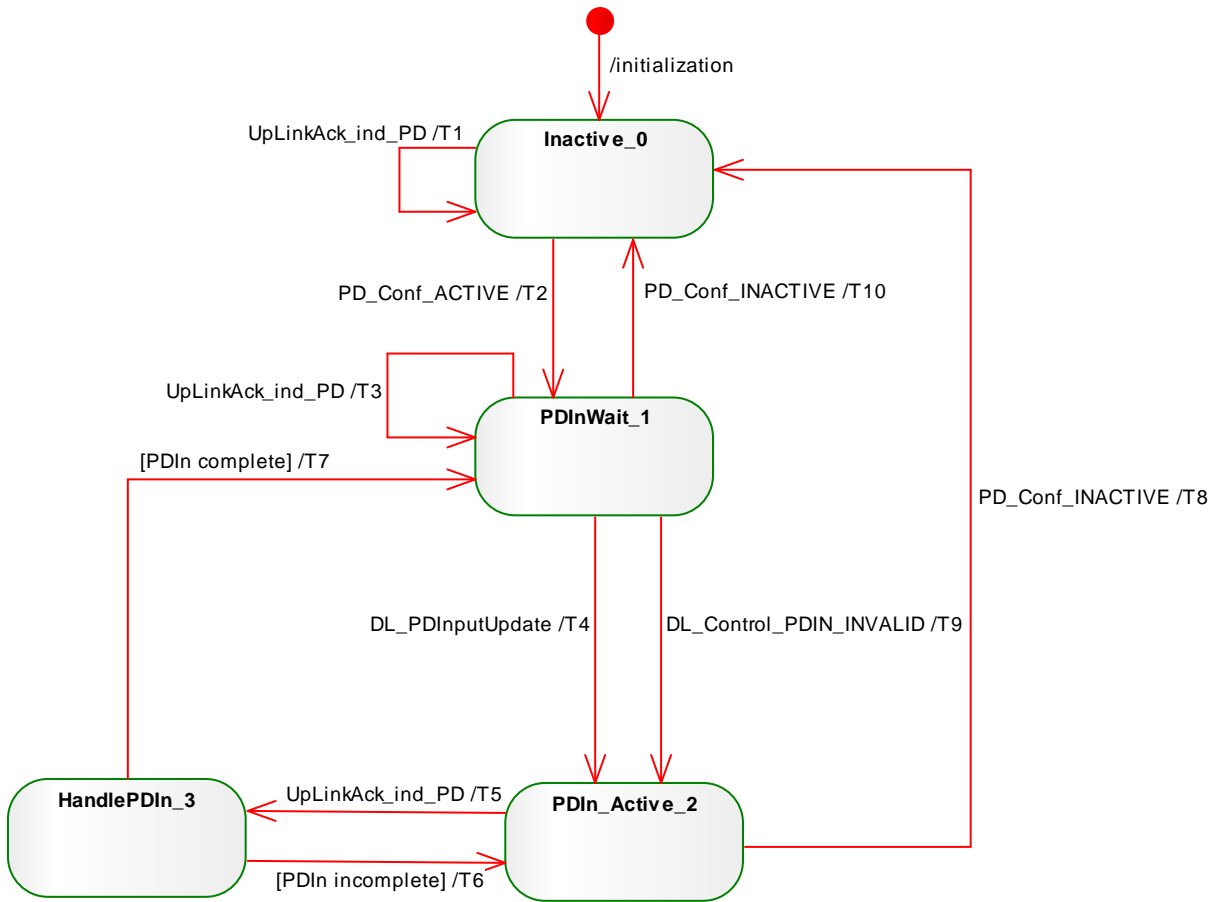 /initialization
UpLinkAck_ind_PD /T1
Inactive_0
PD_Conf_ACTIVE /T2
PD_Conf_INACTIVE /T10
UpLinkAck_ind_PD /T3
PDInWait_1
[PDIn complete] /T7
PD_Conf_INACTIVE /T8
DL_PDInputUpdate /T4
DL_Control_PDIN_INVALID /T9
HandlePDIn_3
UpLinkAck_ind_PD /T5
PDIn_Active_2
[PDIn incomplete] /T6